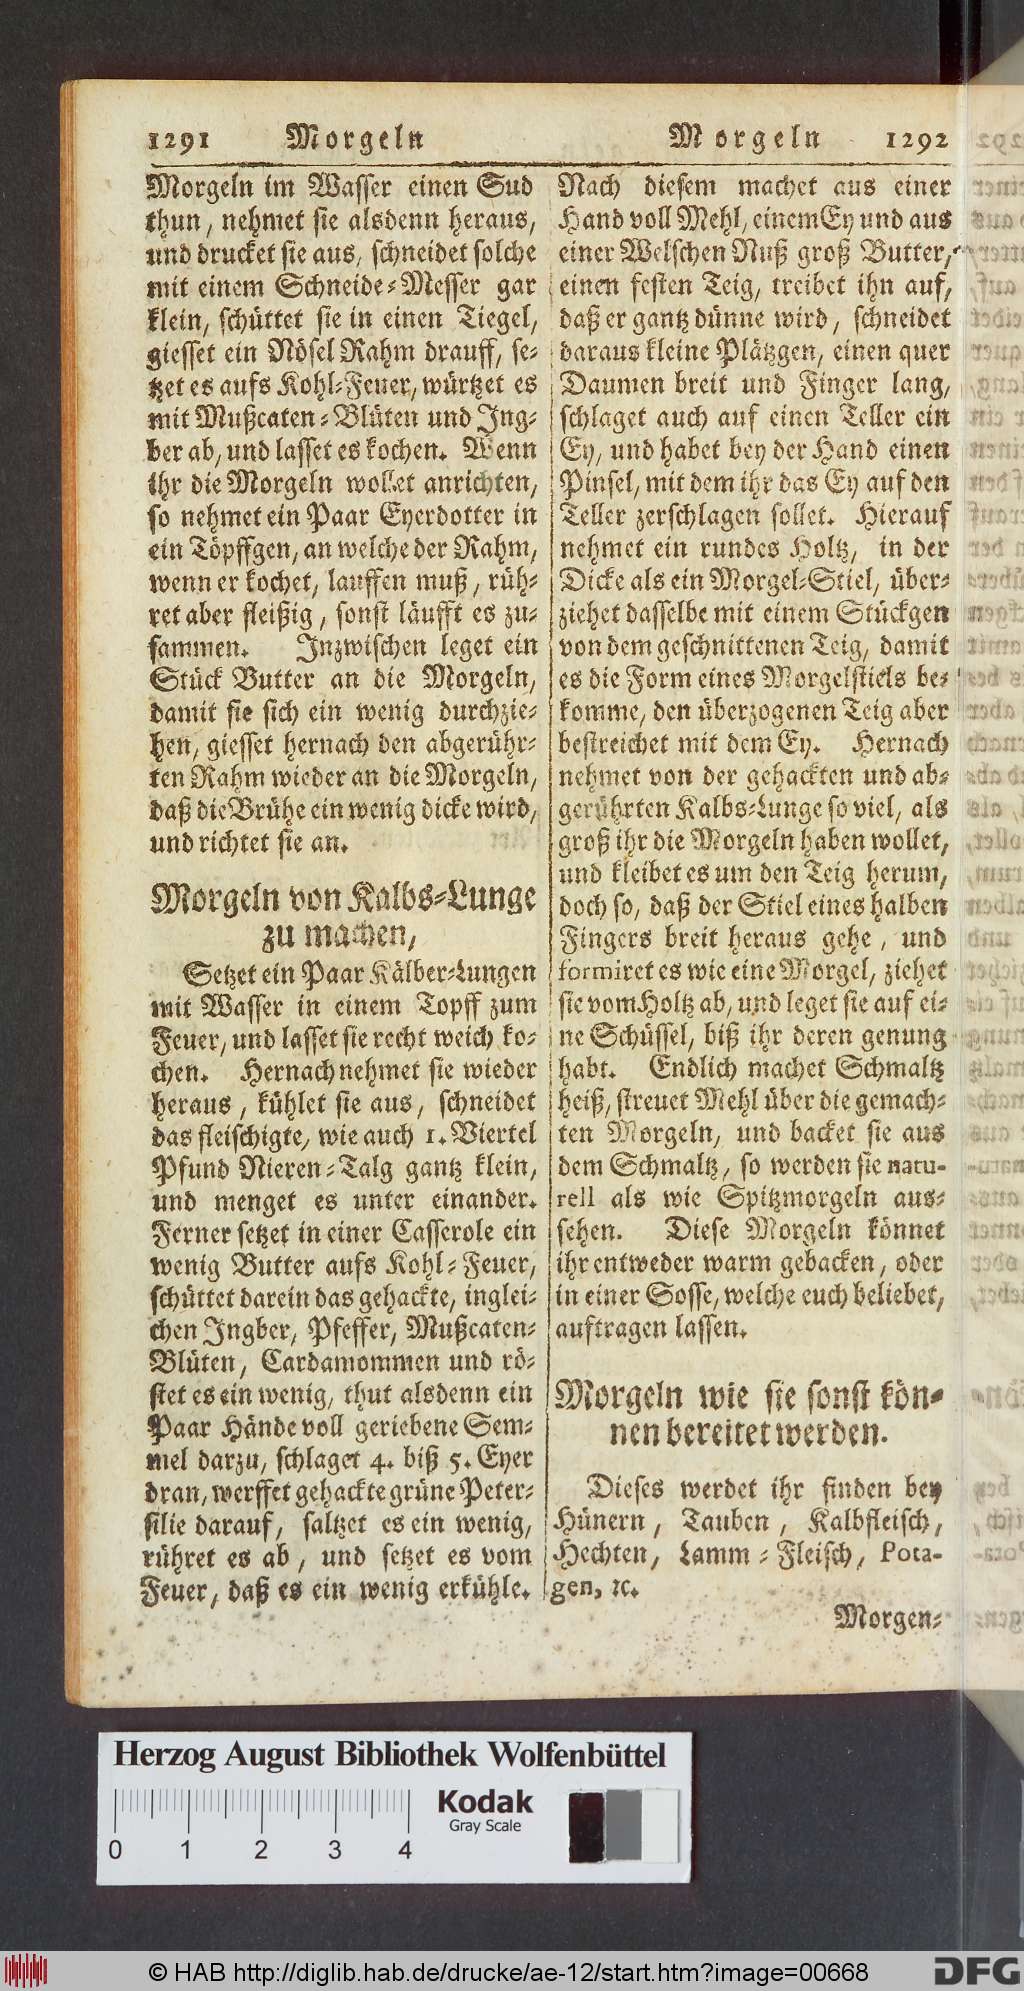 1291 Morgeln
Morgeln im Wasser einen Sud
thun, nehmet sie alsdenn heraus,
und drucket sie aus, schneidet solche
mit einem Schneide-Messer gar
klein, schüttet sie in einen Tiegel,
giesset ein Nösel Rahm drauff, se-
tzet es aufs Kohl-Feuer, würtzet es
mit Mußcaten-Blüten und Ing-
ber ab, und lasset es kochen. Wenn
ihr die Morgeln wollet anrichten,
so nehmet ein Paar Eyerdotter in
ein Töpffgen, an welche der Rahm,
wenn er kochet, lauffen muß, rüh-
ret aber fleißig, sonst läufft es zu-
sammen. Inzwischen leget ein
Stück Butter an die Morgeln,
damit sie sich ein wenig durchzie-
hen, giesset hernach den abgerühr-
ten Rahm wieder an die Morgeln,
daß die Brühe ein wenig dicke wird,
und richtet sie an.
Morgeln von Kalbs-Lunge
zu machen,
Setzet ein Paar Kälber-Lungen
mit Wasser in einem Topff zum
Feuer, und lasset sie recht weich ko-
chen. Hernach nehmet sie wieder
heraus, kühlet sie aus, schneidet
das fleischigte, wie auch 1. Viertel
Pfund Nieren-Talg gantz klein,
und menget es unter einander.
Ferner setzet in einer Casserole ein
wenig Butter aufs Kohl-Feuer,
schüttet darein das gehackte, inglei-
chen Ingber, Pfeffer, Mußcaten-
Blüten, Cardamommen und rö-
stet es ein wenig, thut alsdenn ein
Paar Hände voll geriebene Sem-
mel darzu, schlaget 4. biß 5. Eyer
dran, werffet gehackte grüne Peter-
silie darauf, saltzet es ein wenig,
rühret es ab, und setzet es vom
Feuer, daß es ein wenig erkühle.
Morgeln 1292
Nach diesem machet aus einer
Hand voll Mehl, einem Ey und aus
einer Welschen Nuß groß Butter,
einen festen Teig, treibet ihn auf,
daß er gantz dünne wird, schneidet
daraus kleine Plätzgen, einen quer
Daumen breit und Finger lang,
schlaget auch auf einen Teller ein
Ey, und habet bey der Hand einen
Pinsel, mit dem ihr das Ey auf den
Teller zerschlagen sollet. Hierauf
nehmet ein rundes Holtz, in der
Dicke als ein Morgel-Stiel, über-
ziehet dasselbe mit einem Stückgen
von dem geschnittenen Teig, damit
es die Form eines Morgelstiels be-
komme, den überzogenen Teig aber
bestreichet mit dem Ey. Hernach
nehmet von der gehackten und ab-
gerührten Kalbs-Lunge so viel, als
groß ihr die Morgeln haben wollet,
und kleibet es um den Teig herum,
doch so, daß der Stiel eines halben
Fingers breit heraus gehe, und
formiret es wie eine Morgel, ziehet
sie vom Holtz ab, und leget sie auf ei-
ne Schüssel, biß ihr deren genung
habt. Endlich machet Schmaltz
heiß, streuet Mehl über die gemach-
ten Morgeln, und backet sie aus
dem Schmaltz, so werden sie natu-
rell als wie Spitzmorgeln aus-
sehen. Diese Morgeln könnet
ihr entweder warm gebacken, oder
in einer Sosse, welche euch beliebet,
auftragen lassen.
Morgeln wie sie sonst kön-
nen bereitet werden.
Dieses werdet ihr finden bey
Hünern, Tauben, Kalbfleisch,
Hechten, Lamm-Fleisch, Pota-
gen, ꝛc.
Morgen-
Herzog August Bibliothek Wolfenbüttel
Kodak
Gray Scale
0 1 2 3 4
© HAB http://diglib.hab.de/drucke/ae-12/start.htm?image=00668
DFG